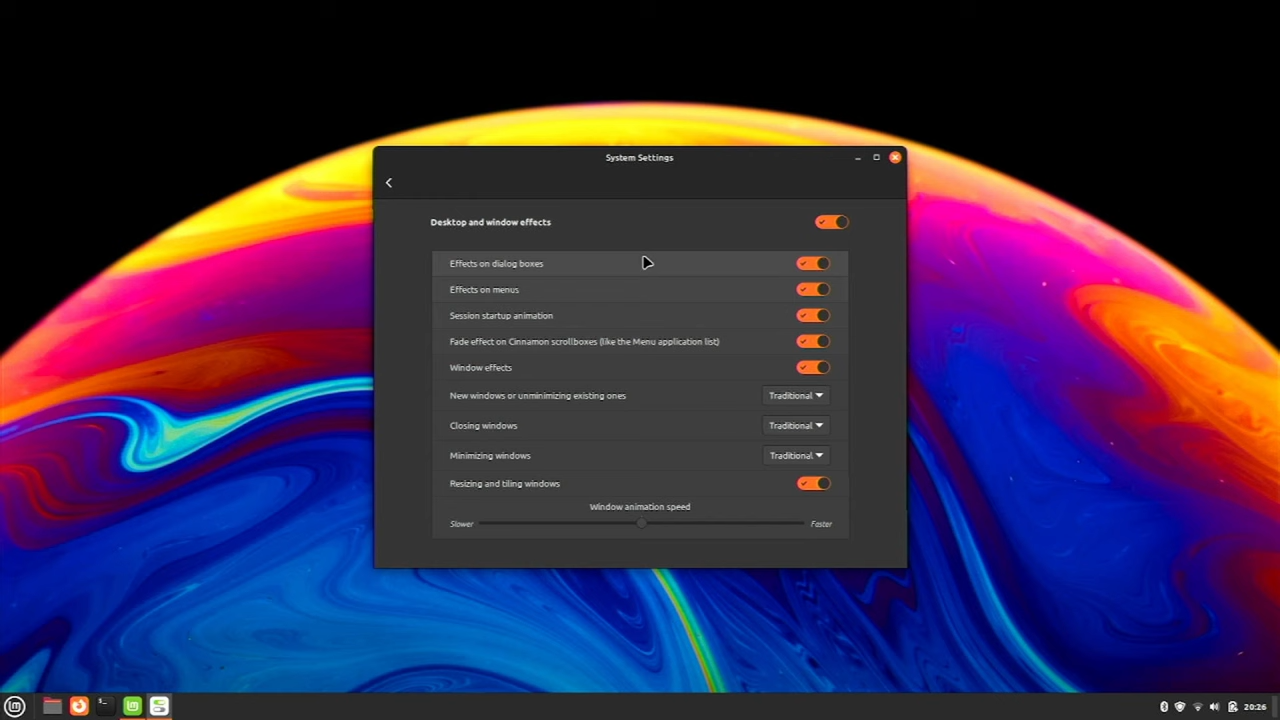 System Settings
Desktop and window effects
Effects on dialog boxes
Effects on menus
Session startup animation
Fade effect on Cinnamon scrollboxes (like the Menu application list)
Window effects
New windows or unminimizing existing ones Traditional
Closing windows Traditional
Minimizing windows Traditional
Resizing and tiling windows
Window animation speed
Slower Faster
20:26